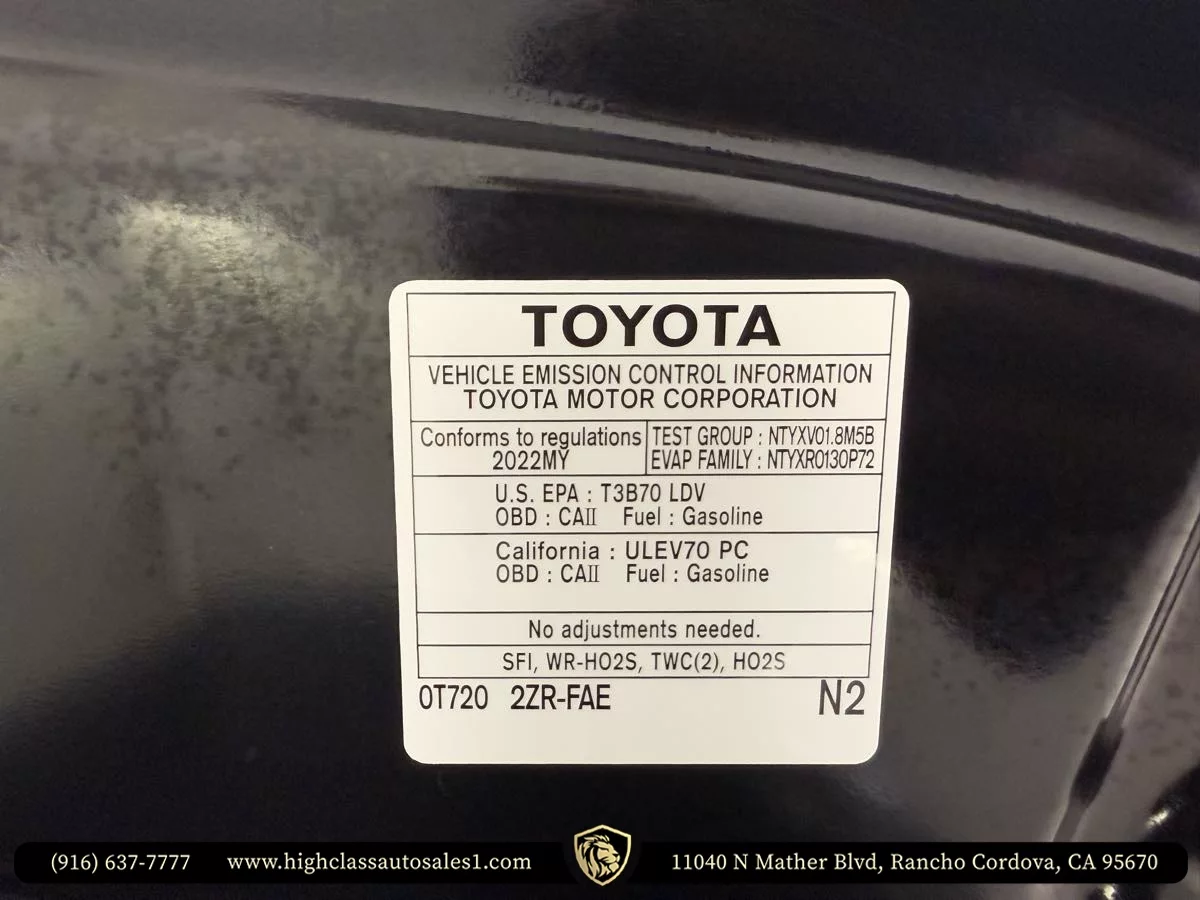 TOYOTA
VEHICLE EMISSION CONTROL INFORMATION
TOYOTA MOTOR CORPORATION
Conforms to regulations
2022MY
TEST GROUP : NTYXV01.8M5B
EVAP FAMILY : NTYXR0130P72
U.S. EPA : T3B70 LDV
OBD : CAII Fuel : Gasoline
California : ULEV70 PC
OBD : CAII Fuel : Gasoline
No adjustments needed.
SFI, WR-HO2S, TWC(2), HO2S
0T720 2ZR-FAE N2
(916) 637-7777 www.highclassautosales1.com 11040 N Mather Blvd, Rancho Cordova, CA 95670